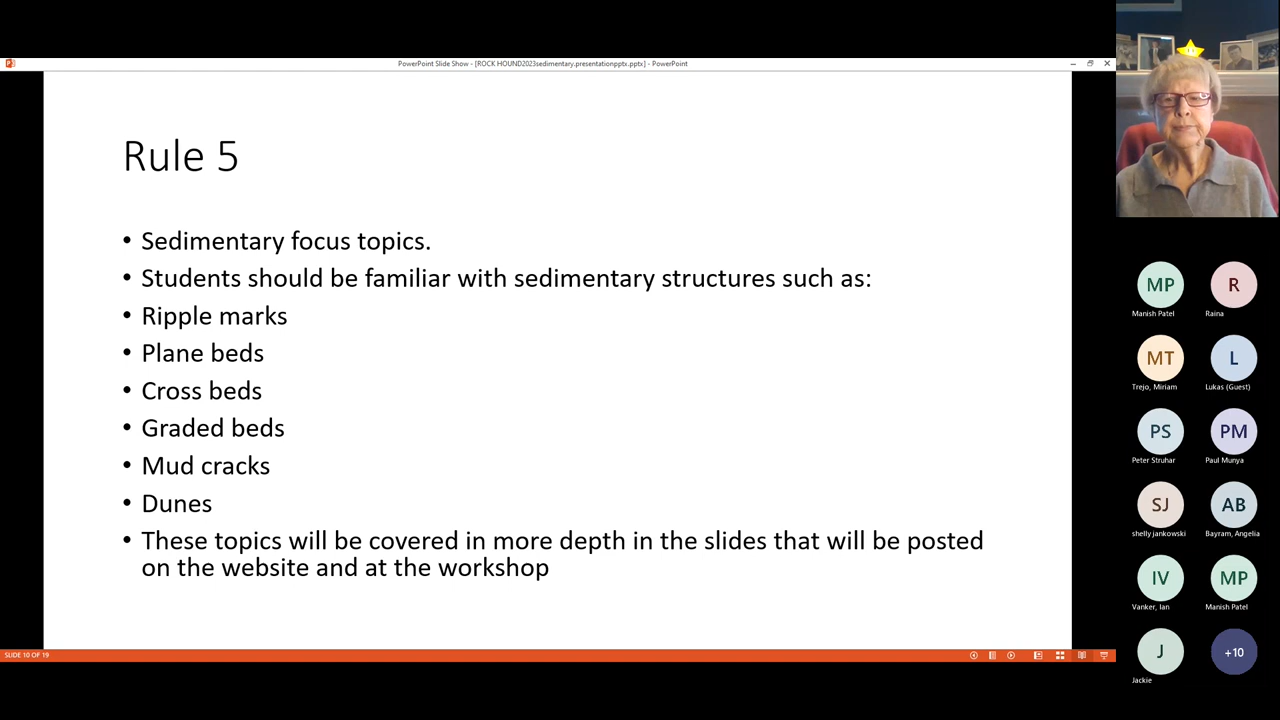 PowerPoint Slide Show - [ROCK HOUND2023sedimentary.presentationpptx.pptx] - PowerPoint
Rule 5
• Sedimentary focus topics.
• Students should be familiar with sedimentary structures such as:
• Ripple marks
• Plane beds
• Cross beds
• Graded beds
• Mud cracks
• Dunes
• These topics will be covered in more depth in the slides that will be posted
on the website and at the workshop
SLIDE 10 OF 19
MP
Manish Patel
R
Raina
MT
Trejo, Miriam
L
Lukas (Guest)
PS
Peter Struhar
PM
Paul Munya
SJ
shelly jankowski
AB
Bayram, Angelia
IV
Vanker, Ian
MP
Manish Patel
J
Jackie
+10